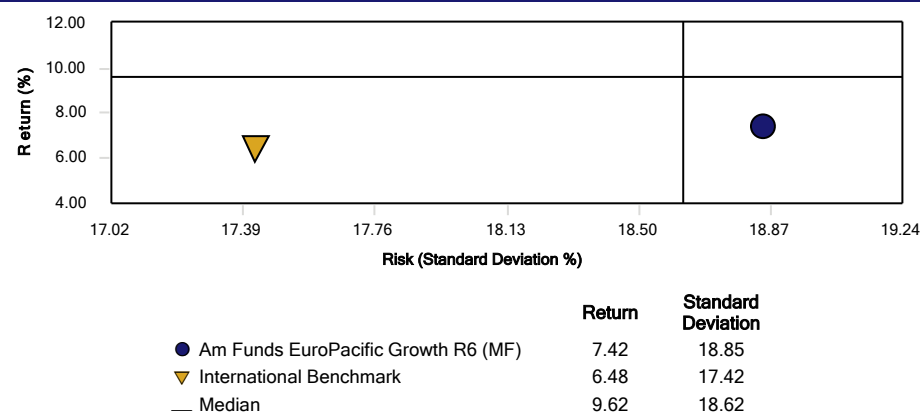 12.00
10.00
8.00
6.00
4.00
Return (%)
17.02 17.39 17.76 18.13 18.50 18.87 19.24
Risk (Standard Deviation %)
Return Standard Deviation
Am Funds EuroPacific Growth R6 (MF) 7.42 18.85
International Benchmark 6.48 17.42
Median 9.62 18.62